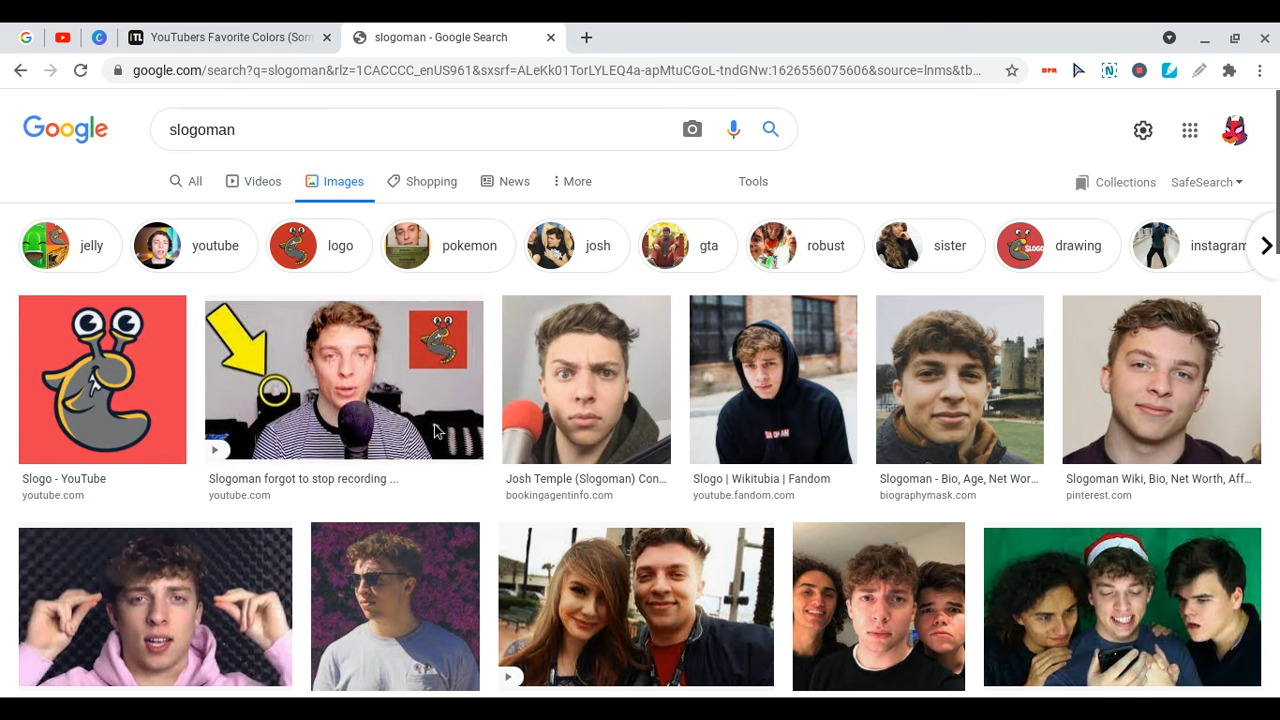 YouTubers Favorite Colors (Som
slogoman - Google Search
google.com/search?q=slogoman&rlz=1CACCCC_enUS961&sxsrf=ALeKk01TorLYLEQ4a-apMtuCGoL-tndGNw:1626556075606&source=lnms&tb...
Google
slogoman
All
Videos
Images
Shopping
News
More
Tools
Collections
SafeSearch
jelly
youtube
logo
pokemon
josh
gta
robust
sister
drawing
instagram
Slogo - YouTube
youtube.com
Slogoman forgot to stop recording ...
youtube.com
Josh Temple (Slogoman) Con...
bookingagentinfo.com
Slogo | Wikitubia | Fandom
youtube.fandom.com
Slogoman - Bio, Age, Net Wor...
biographymask.com
Slogoman Wiki, Bio, Net Worth, Aff...
pinterest.com